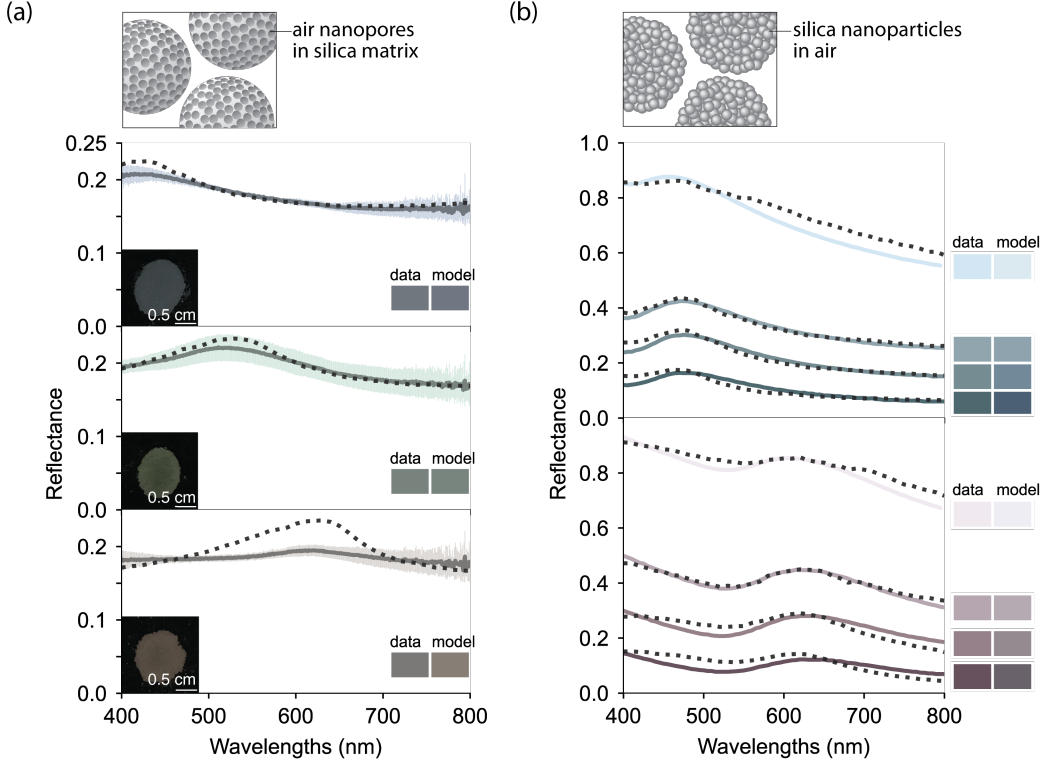 (a)
air nanopores
in silica matrix
0.25
0.2
0.1
data model
0.5 cm
0.0
0.2
0.1
data model
0.5 cm
0.0
0.2
0.1
data model
0.5 cm
0.0
400 500 600 700 800
Wavelengths (nm)
Reflectance
(b)
silica nanoparticles
in air
1.0
0.8
0.6
0.4
0.2
0.0
data model
0.8
0.6
0.4
0.2
0.0
data model
400 500 600 700 800
Wavelengths (nm)
Reflectance